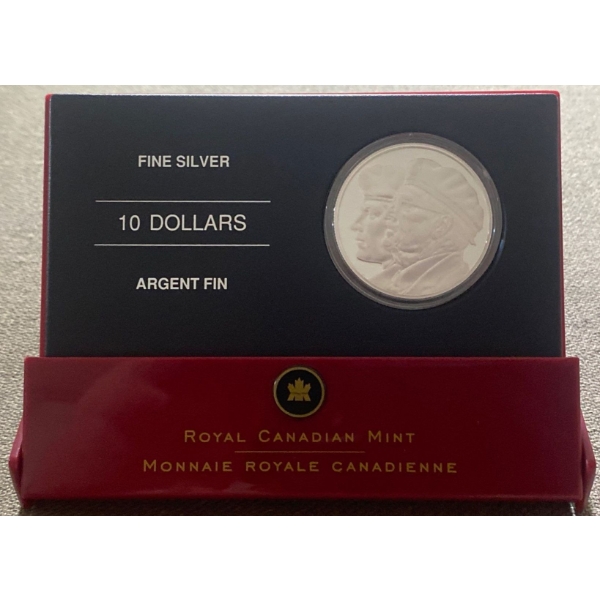 FINE SILVER
10 DOLLARS
ARGENT FIN
ROYAL CANADIAN MINT
MONNAIE ROYALE CANADIENNE